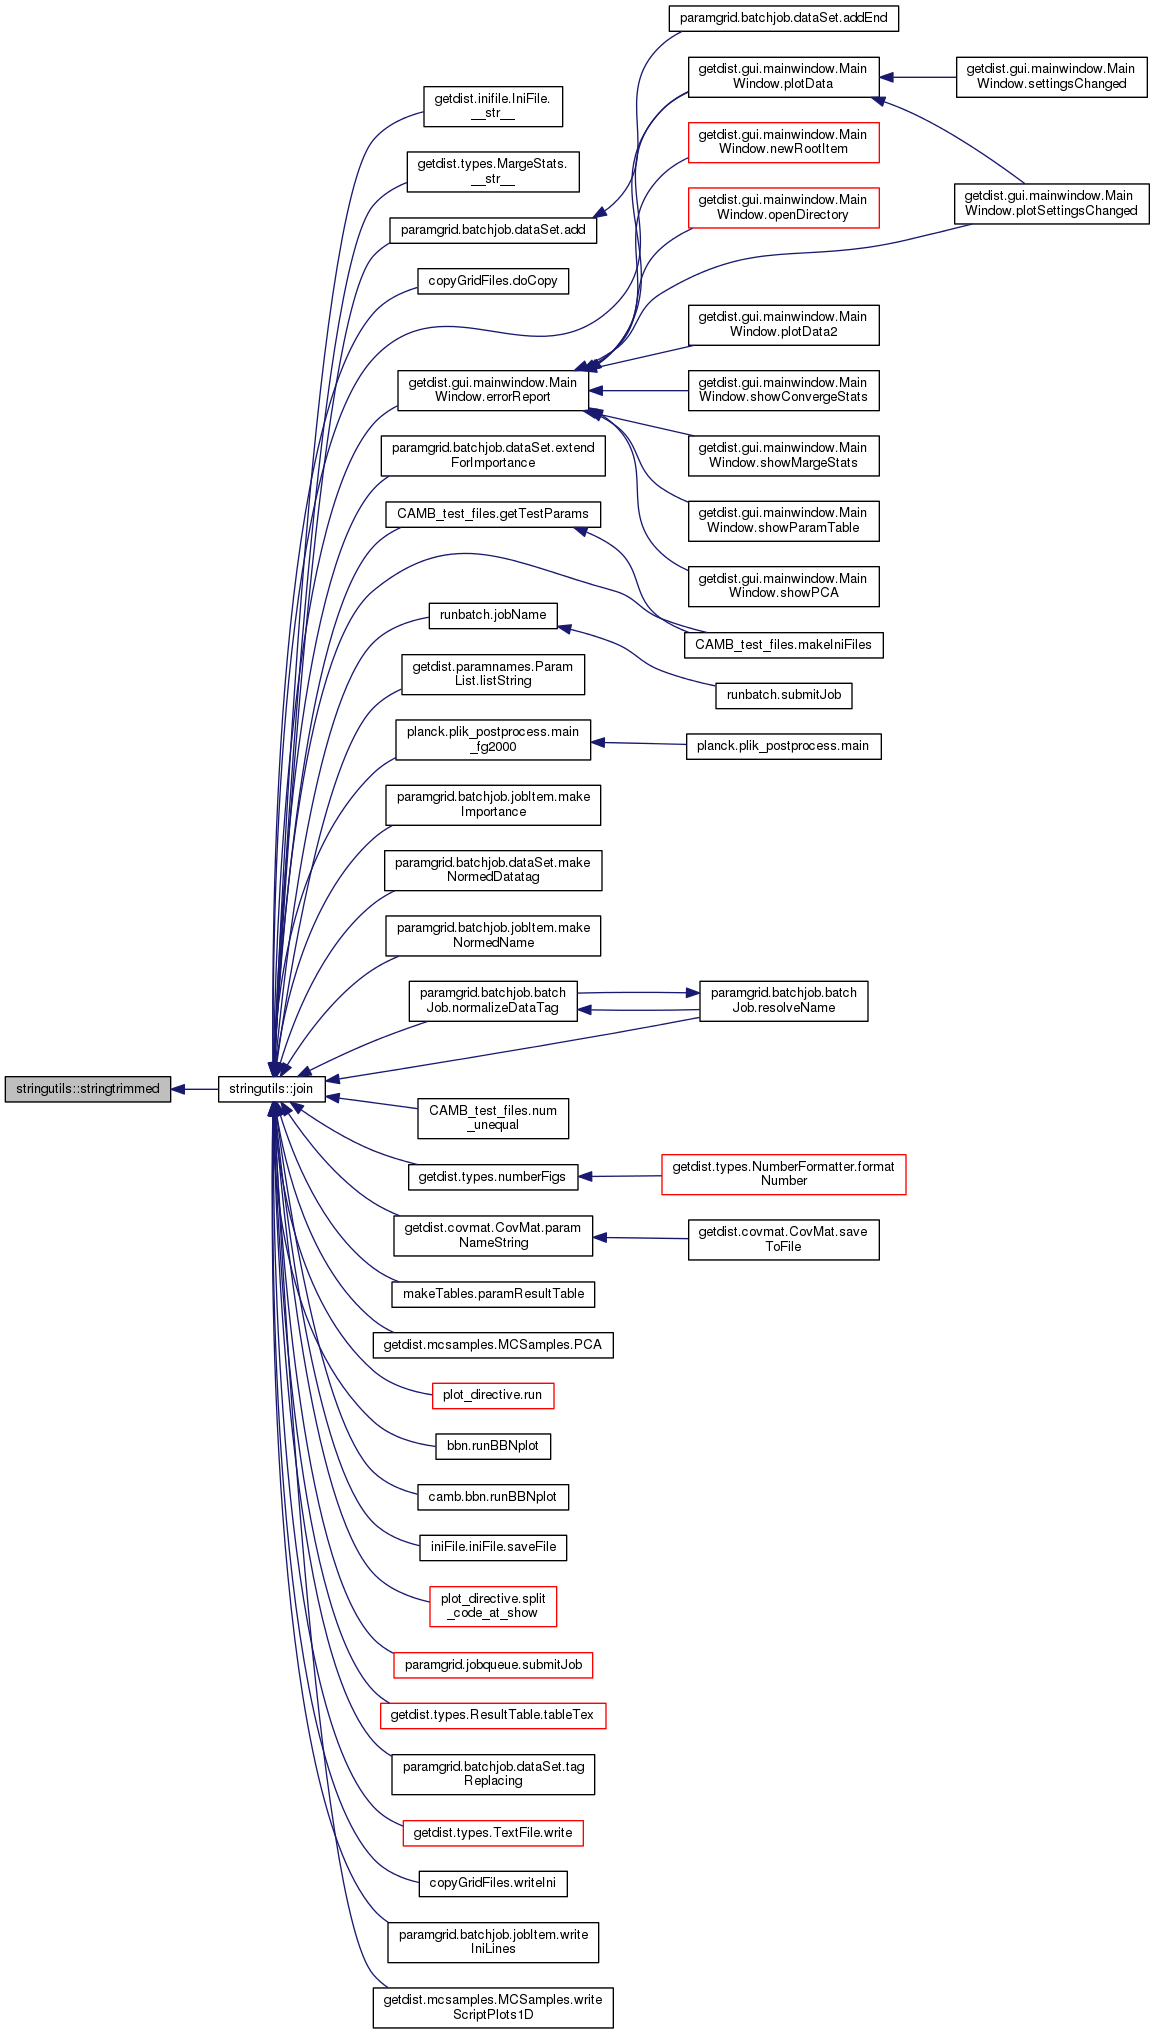 paramgrid.batchjob.dataSet.addEnd
getdist.gui.mainwindow.Main
Window.plotData
getdist.gui.mainwindow.Main
Window.settingsChanged
getdist.inifile.IniFile.
__str__
getdist.gui.mainwindow.Main
Window.newRootItem
getdist.types.MargeStats.
__str__
getdist.gui.mainwindow.Main
Window.openDirectory
getdist.gui.mainwindow.Main
Window.plotSettingsChanged
paramgrid.batchjob.dataSet.add
copyGridFiles.doCopy
getdist.gui.mainwindow.Main
Window.plotData2
getdist.gui.mainwindow.Main
Window.errorReport
getdist.gui.mainwindow.Main
Window.showConvergeStats
paramgrid.batchjob.dataSet.extend
ForImportance
getdist.gui.mainwindow.Main
Window.showMargeStats
CAMB_test_files.getTestParams
getdist.gui.mainwindow.Main
Window.showParamTable
getdist.gui.mainwindow.Main
Window.showPCA
runbatch.jobName
CAMB_test_files.makeIniFiles
getdist.paramnames.Param
List.listString
runbatch.submitJob
planck.plik_postprocess.main
_fg2000
planck.plik_postprocess.main
paramgrid.batchjob.jobItem.make
Importance
paramgrid.batchjob.dataSet.make
NormedDatatag
paramgrid.batchjob.jobItem.make
NormedName
paramgrid.batchjob.batch
Job.normalizeDataTag
paramgrid.batchjob.batch
Job.resolveName
stringutils::stringtrimmed
stringutils::join
CAMB_test_files.num
_unequal
getdist.types.numberFigs
getdist.types.NumberFormatter.format
Number
getdist.covmat.CovMat.param
NameString
getdist.covmat.CovMat.save
ToFile
makeTables.paramResultTable
getdist.mcsamples.MCSamples.PCA
plot_directive.run
bbn.runBBNplot
camb.bbn.runBBNplot
iniFile.iniFile.saveFile
plot_directive.split
_code_at_show
paramgrid.jobqueue.submitJob
getdist.types.ResultTable.tableTex
paramgrid.batchjob.dataSet.tag
Replacing
getdist.types.TextFile.write
copyGridFiles.writeIni
paramgrid.batchjob.jobItem.write
IniLines
getdist.mcsamples.MCSamples.write
ScriptPlots1D